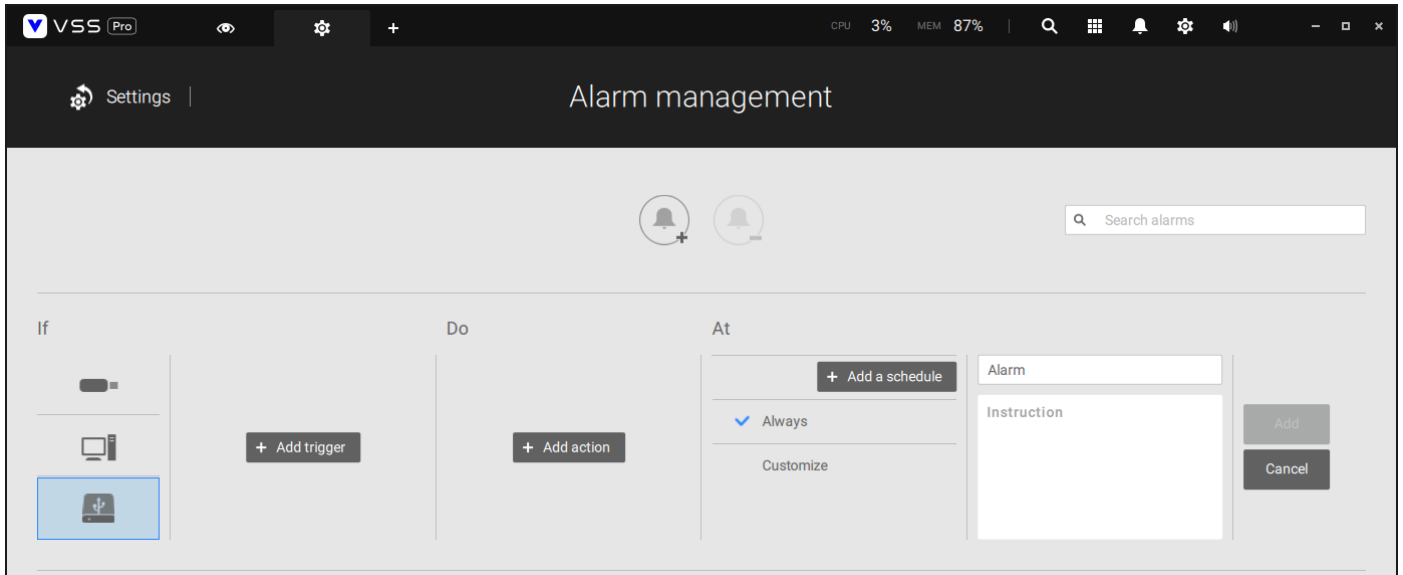 VSS Pro CPU 3% MEM 87%
Settings
Alarm management
Search alarms
If
Do
At
+ Add a schedule
Alarm
Always
Instruction
+ Add trigger
+ Add action
Customize
Add
Cancel